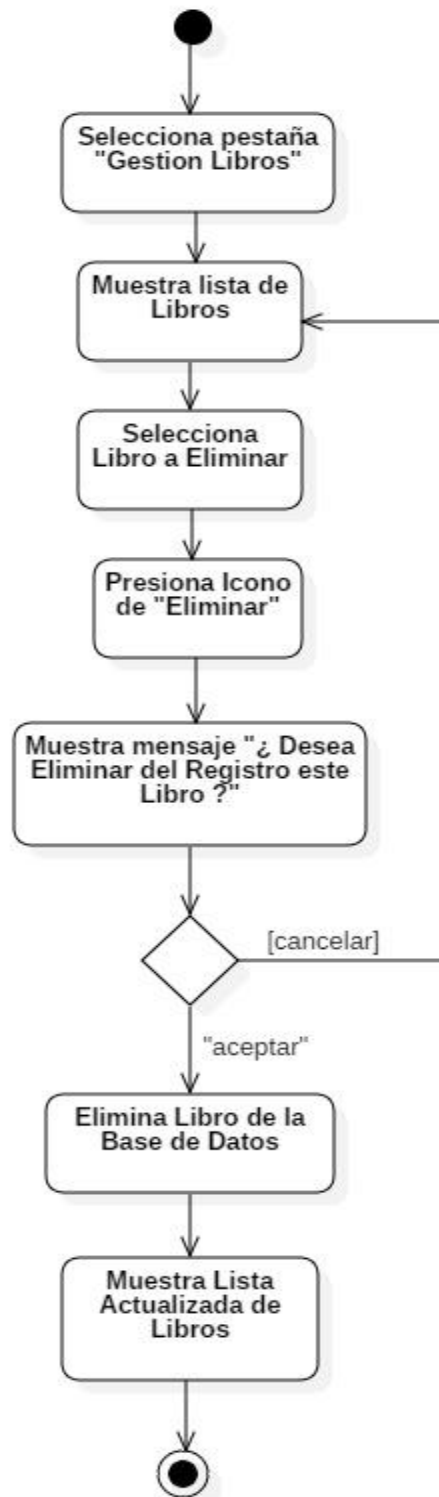 Selecciona pestaña
"Gestion Libros"
Muestra lista de
Libros
Selecciona
Libro a Eliminar
Presiona Icono
de "Eliminar"
Muestra mensaje "¿ Desea
Eliminar del Registro este
Libro ?"
[cancelar]
"aceptar"
Elimina Libro de la
Base de Datos
Muestra Lista
Actualizada de
Libros